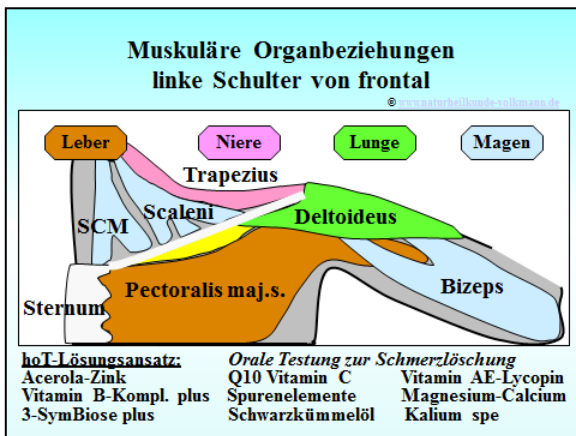 Muskuläre Organbeziehungen
linke Schulter von frontal
© www.naturheilkunde-volkmann.de
Leber Niere Lunge Magen
Trapezius
Scaleni
SCM
Deltoideus
Sternum
Pectoralis maj.s.
Bizeps
hoT-Lösungsansatz: Orale Testung zur Schmerzlöschung
Acerola-Zink Q10 Vitamin C Vitamin AE-Lycopin
Vitamin B-Kompl. plus Spurenelemente Magnesium-Calcium
3-SymBiose plus Schwarzkümmelöl Kalium spe